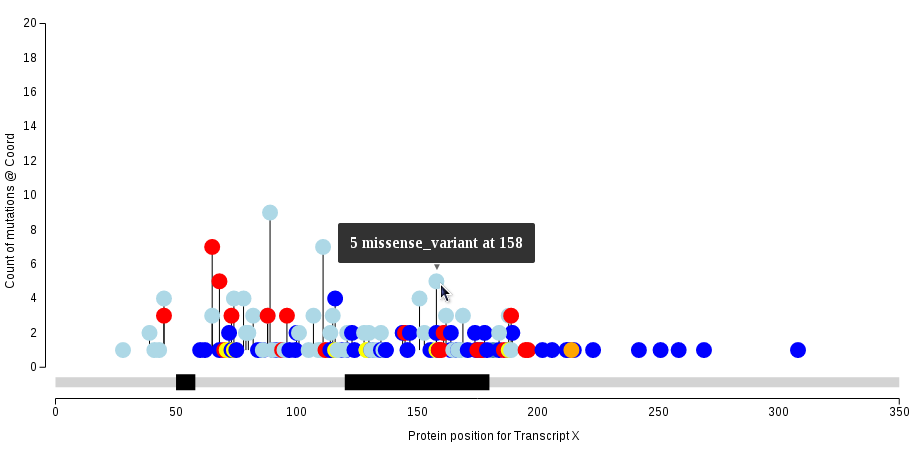 20
18
16
14
12
10
8
6
4
2
0
Count of mutations @ Coord
5 missense_variant at 158
0 50 100 150 200 250 300 350
Protein position for Transcript X